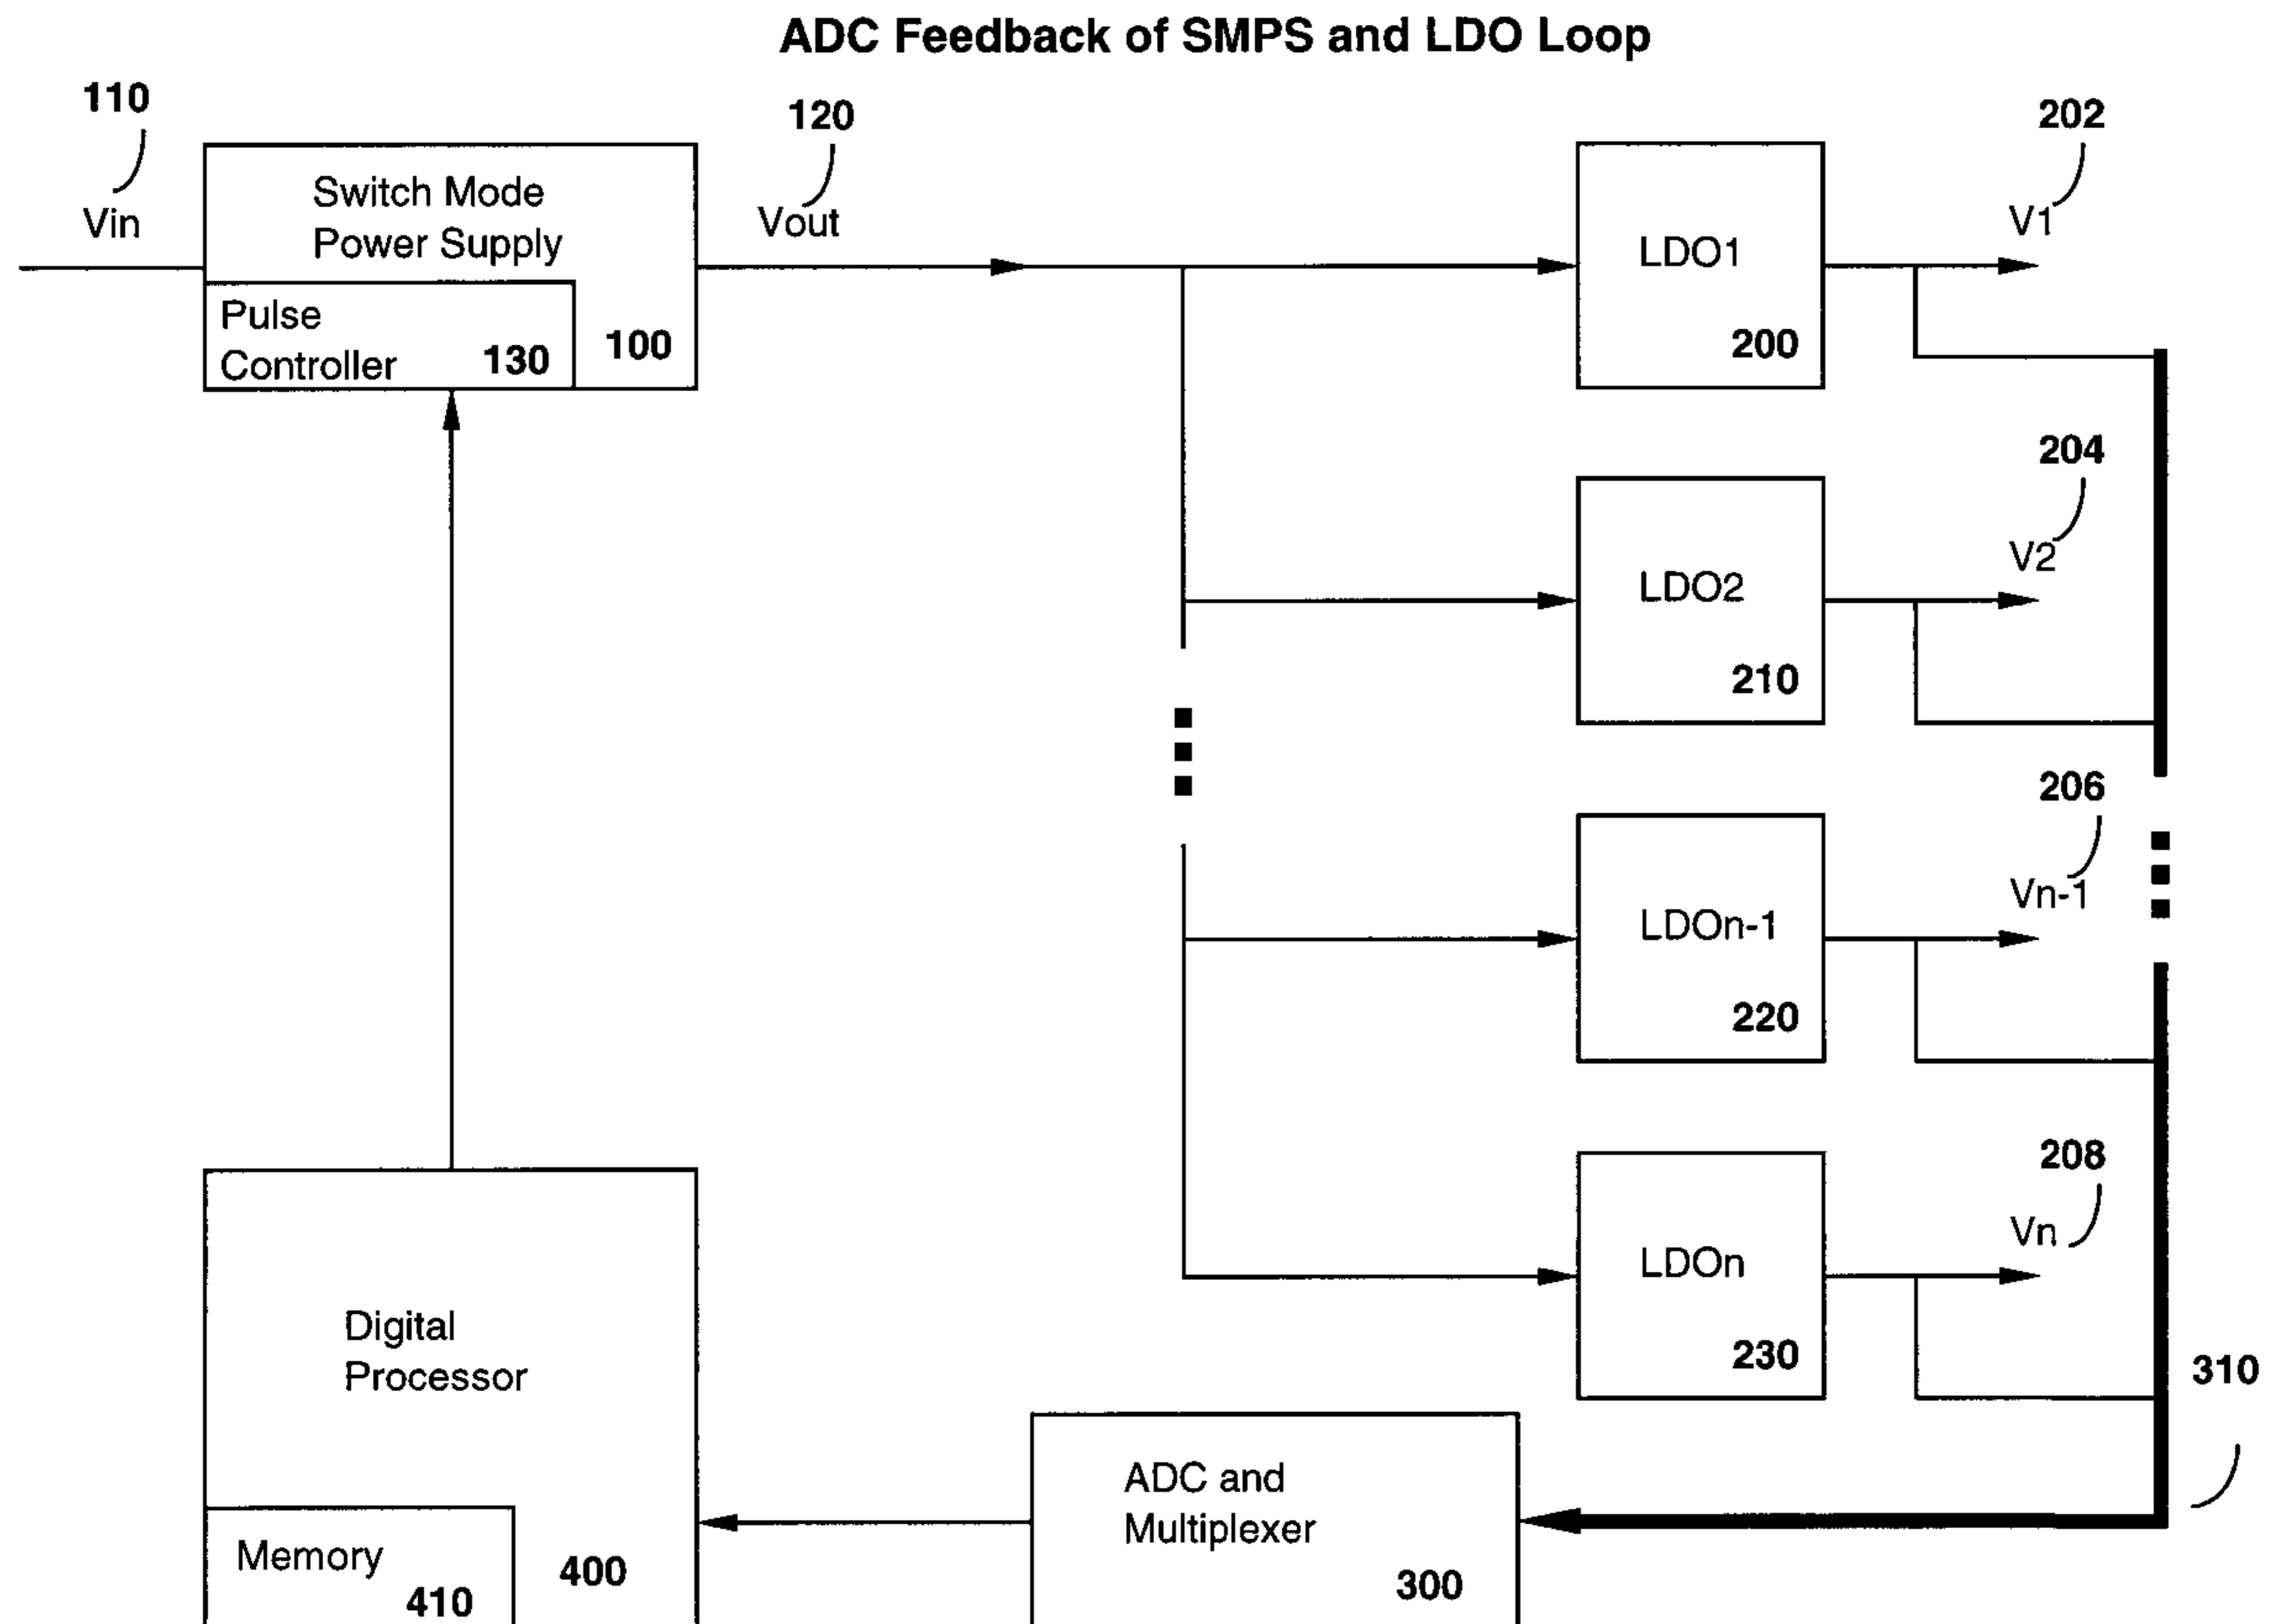 ADC Feedback of SMPS and LDO Loop
110
120
202
Vin
Switch Mode
Power Supply
Vout
V1
LDO1
Pulse
Controller
130
100
200
204
V2
LDO2
210
206
Vn-1
LDOn-1
220
208
Vn
LDOn
230
310
Digital
Processor
ADC and
Multiplexer
Memory
400
410
300